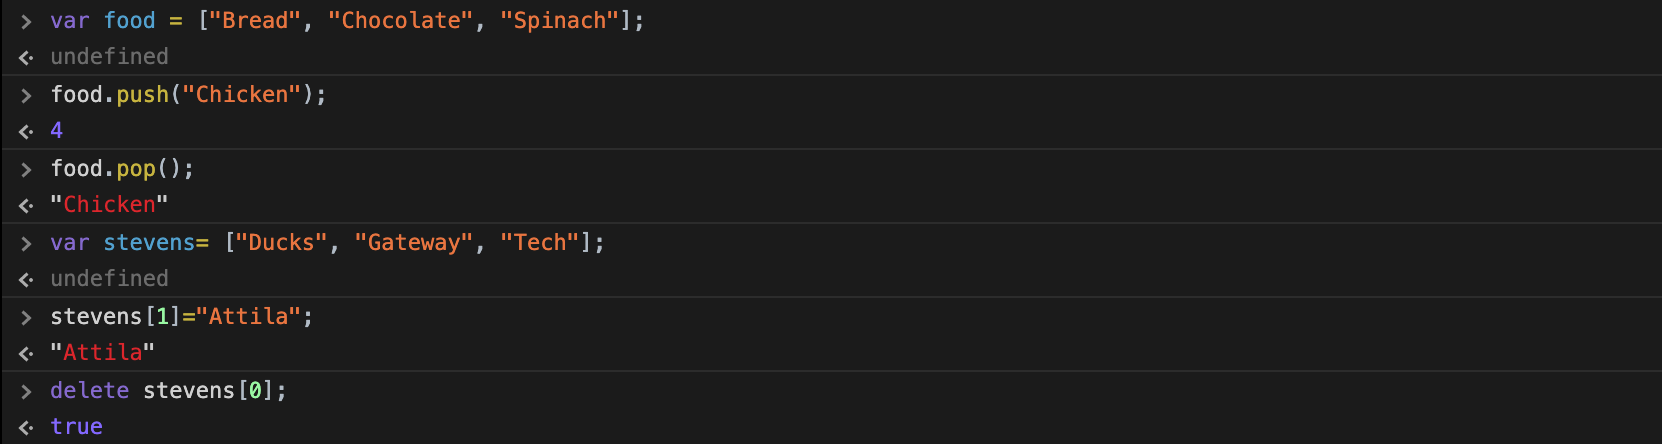 > var food = ["Bread", "Chocolate", "Spinach"];
undefined
> food.push("Chicken");
4
> food.pop();
"Chicken"
> var stevens= ["Ducks", "Gateway", "Tech"];
undefined
> stevens[1]="Attila";
"Attila"
> delete stevens[0];
true